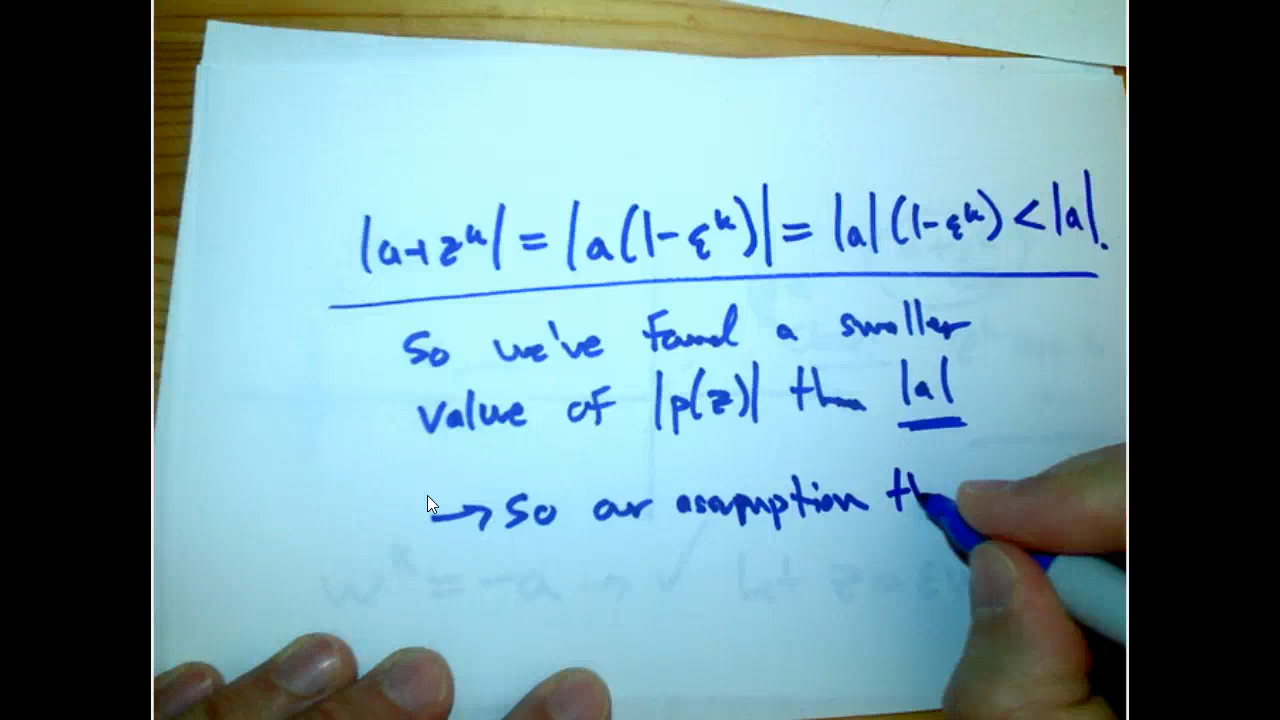 |a+z^k| = |a(1-ε^k)| = |a|(1-ε^k) < |a|.
So we've found a smaller
value of |p(z)| than |a|
→ So our assumption th